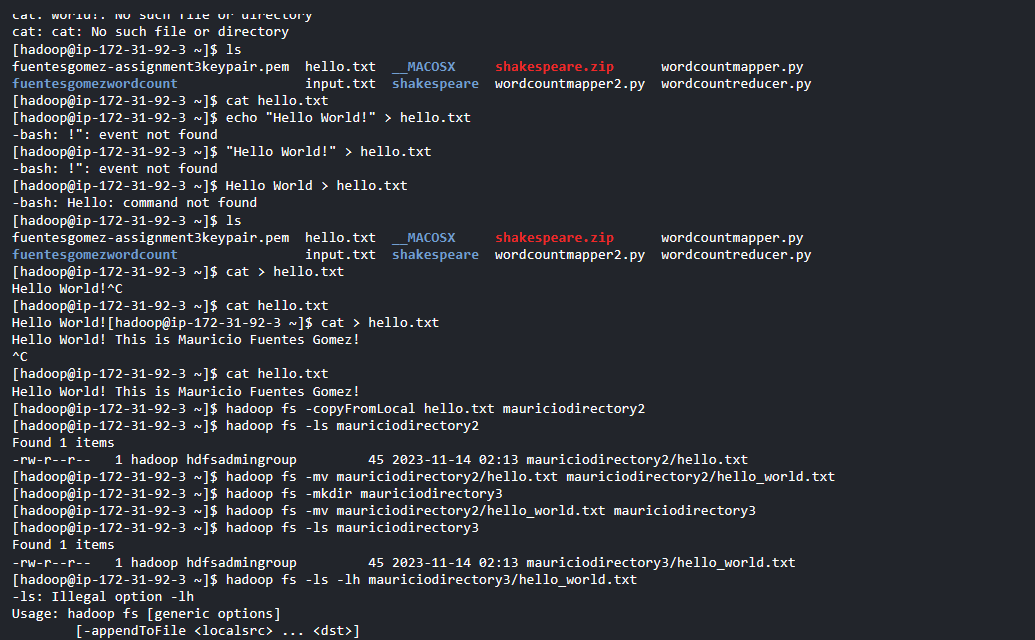 cat: World!: No such file or directory
cat: cat: No such file or directory
[hadoop@ip-172-31-92-3 ~]$ ls
fuentesgomez-assignment3keypair.pem  hello.txt  __MACOSX     shakespeare.zip      wordcountmapper.py
fuentesgomezwordcount                input.txt  shakespeare  wordcountmapper2.py  wordcountreducer.py
[hadoop@ip-172-31-92-3 ~]$ cat hello.txt
[hadoop@ip-172-31-92-3 ~]$ echo "Hello World!" > hello.txt
-bash: !": event not found
[hadoop@ip-172-31-92-3 ~]$ "Hello World!" > hello.txt
-bash: !": event not found
[hadoop@ip-172-31-92-3 ~]$ Hello World > hello.txt
-bash: Hello: command not found
[hadoop@ip-172-31-92-3 ~]$ ls
fuentesgomez-assignment3keypair.pem  hello.txt  __MACOSX     shakespeare.zip      wordcountmapper.py
fuentesgomezwordcount                input.txt  shakespeare  wordcountmapper2.py  wordcountreducer.py
[hadoop@ip-172-31-92-3 ~]$ cat > hello.txt
Hello World!^C
[hadoop@ip-172-31-92-3 ~]$ cat hello.txt
Hello World![hadoop@ip-172-31-92-3 ~]$ cat > hello.txt
Hello World! This is Mauricio Fuentes Gomez!
^C
[hadoop@ip-172-31-92-3 ~]$ cat hello.txt
Hello World! This is Mauricio Fuentes Gomez!
[hadoop@ip-172-31-92-3 ~]$ hadoop fs -copyFromLocal hello.txt mauriciodirectory2
[hadoop@ip-172-31-92-3 ~]$ hadoop fs -ls mauriciodirectory2
Found 1 items
-rw-r--r--   1 hadoop hdfsadmingroup         45 2023-11-14 02:13 mauriciodirectory2/hello.txt
[hadoop@ip-172-31-92-3 ~]$ hadoop fs -mv mauriciodirectory2/hello.txt mauriciodirectory2/hello_world.txt
[hadoop@ip-172-31-92-3 ~]$ hadoop fs -mkdir mauriciodirectory3
[hadoop@ip-172-31-92-3 ~]$ hadoop fs -mv mauriciodirectory2/hello_world.txt mauriciodirectory3
[hadoop@ip-172-31-92-3 ~]$ hadoop fs -ls mauriciodirectory3
Found 1 items
-rw-r--r--   1 hadoop hdfsadmingroup         45 2023-11-14 02:13 mauriciodirectory3/hello_world.txt
[hadoop@ip-172-31-92-3 ~]$ hadoop fs -ls -lh mauriciodirectory3/hello_world.txt
-ls: Illegal option -lh
Usage: hadoop fs [generic options]
        [-appendToFile <localsrc> ... <dst>]